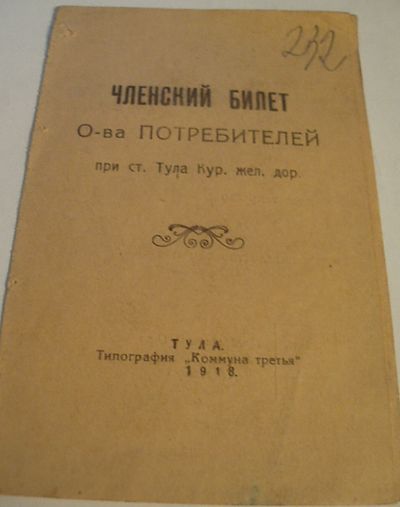 232
ЧЛЕНСКИЙ БИЛЕТ
О-ва ПОТРЕБИТЕЛЕЙ
при ст. Тула Кур. жел. дор.
ТУЛА.
Типография „Коммуна третья"
1918.